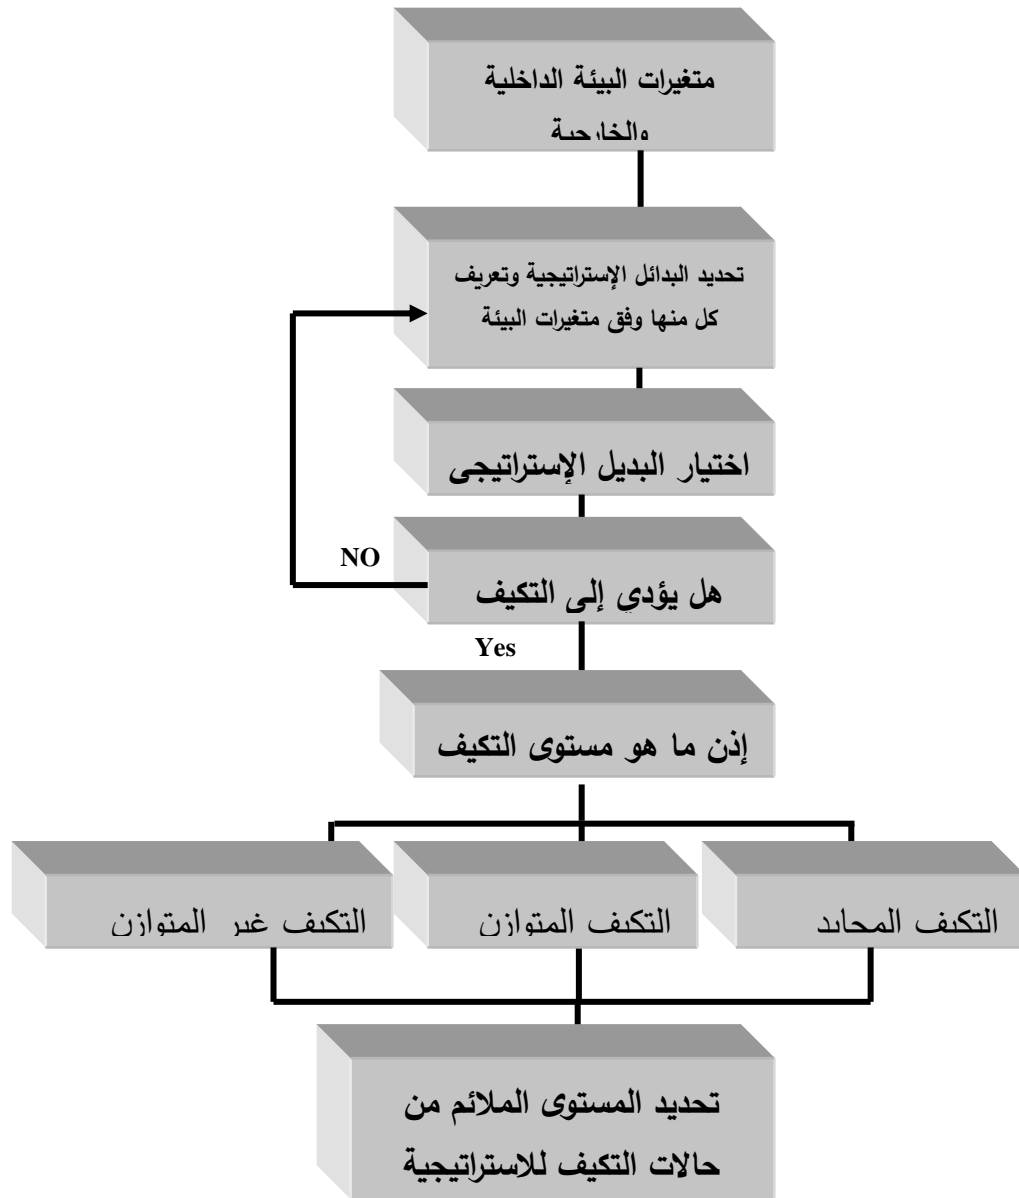 متغيرات البيئة الداخلية
والخارجية
تحديد البدائل الإستراتيجية وتعريف
كل منها وفق متغيرات البيئة
اختيار البديل الإستراتيجي
NO
هل يؤدي إلى التكيف
Yes
إذن ما هو مستوى التكيف
التكيف المحايد
التكيف المتوازن
التكيف غير المتوازن
تحديد المستوى الملائم من
حالات التكيف للاستراتيجية